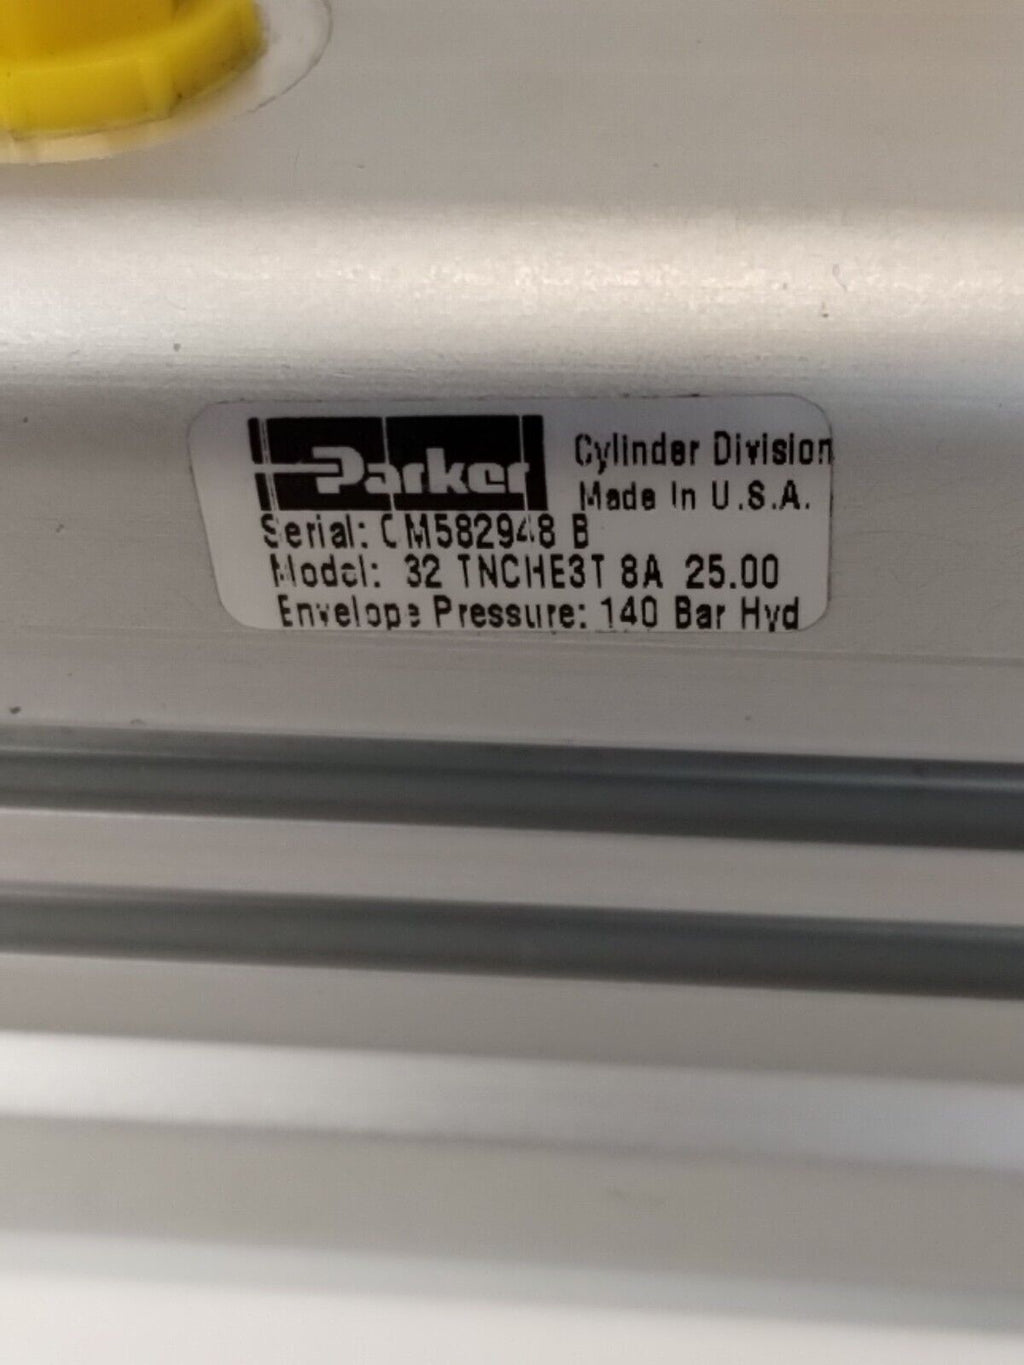 Parker
Cylinder Division
Made In U.S.A.
Serial: CM582948 B
Model: 32 TNCHE3T 8A 25.00
Envelope Pressure: 140 Bar Hyd